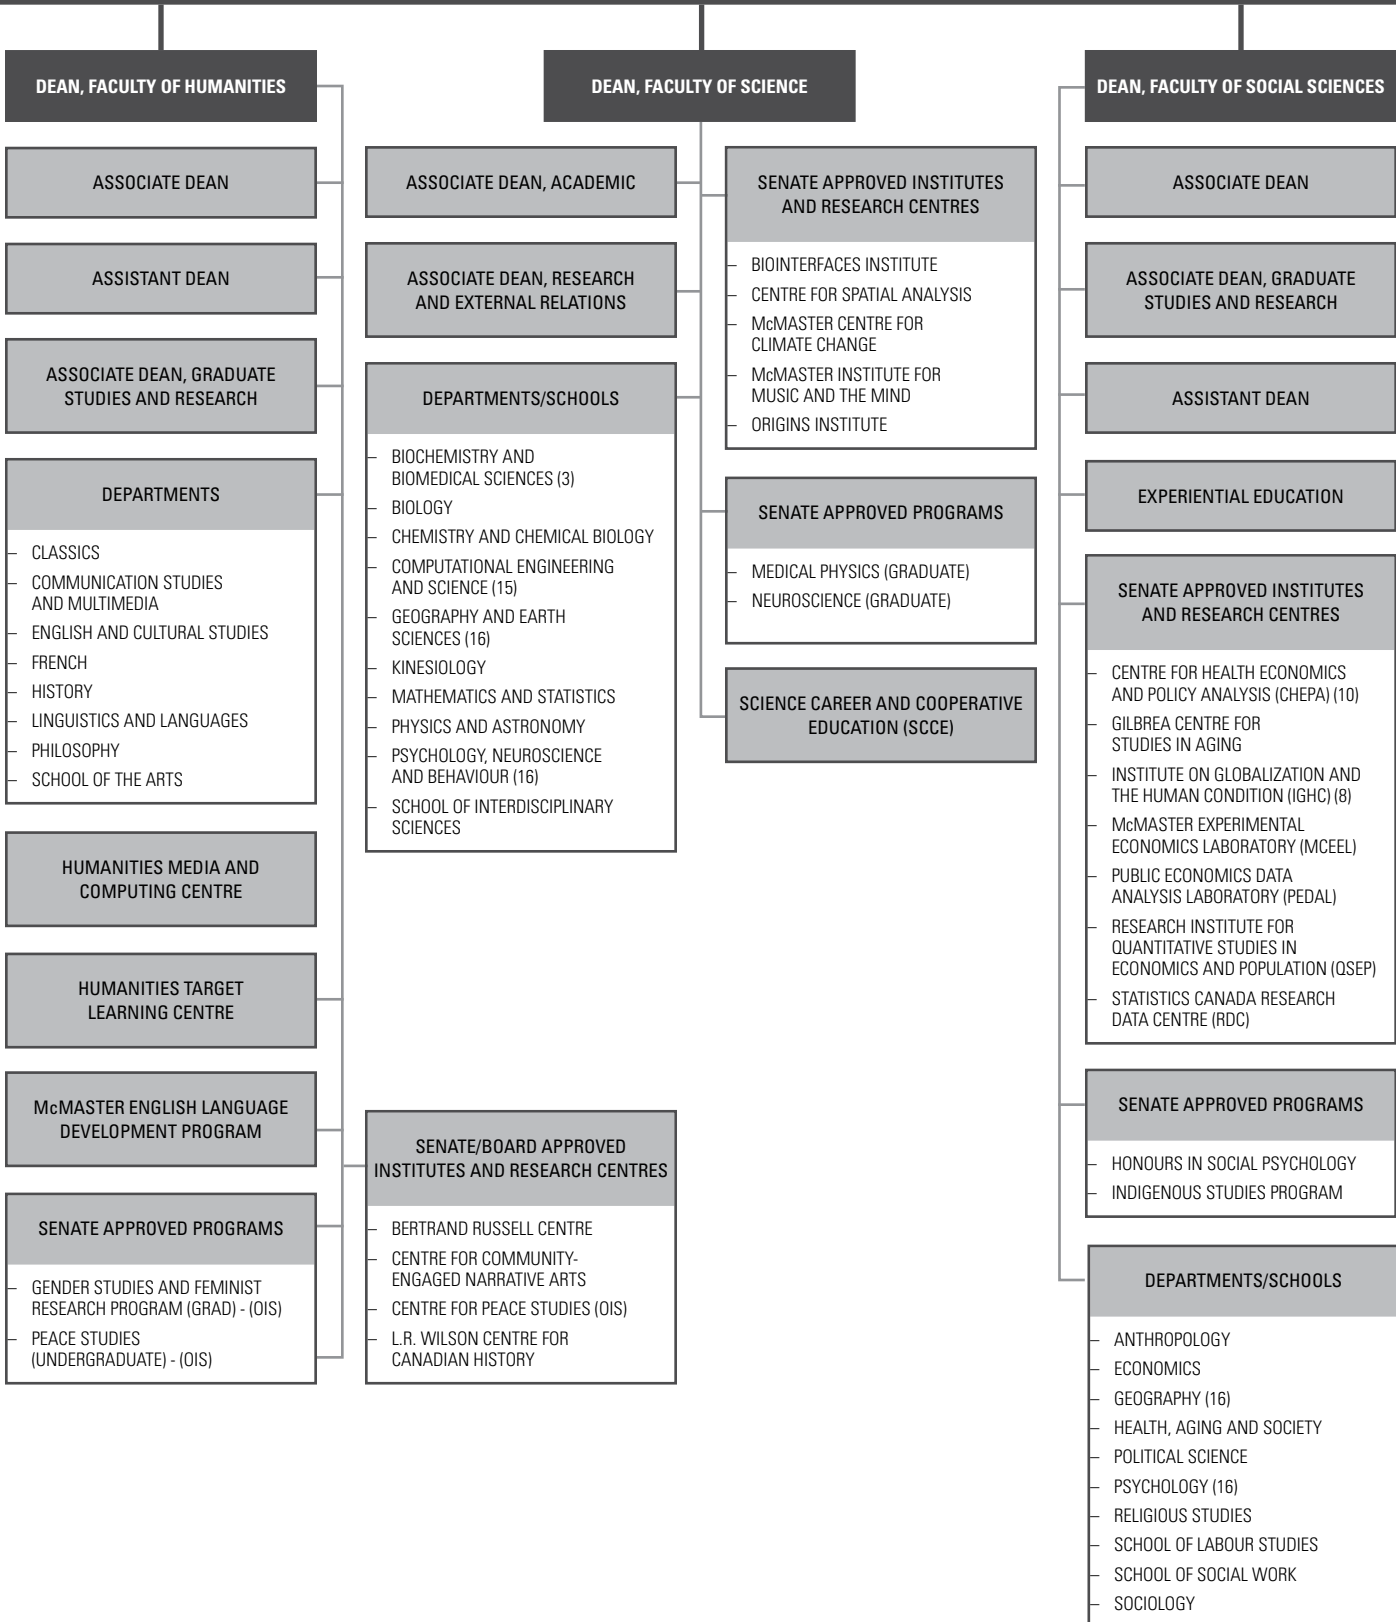 DEAN, FACULTY OF HUMANITIES
ASSOCIATE DEAN
ASSISTANT DEAN
ASSOCIATE DEAN, GRADUATE
STUDIES AND RESEARCH
DEPARTMENTS
– CLASSICS
– COMMUNICATION STUDIES
AND MULTIMEDIA
– ENGLISH AND CULTURAL STUDIES
– FRENCH
– HISTORY
– LINGUISTICS AND LANGUAGES
– PHILOSOPHY
– SCHOOL OF THE ARTS
HUMANITIES MEDIA AND
COMPUTING CENTRE
HUMANITIES TARGET
LEARNING CENTRE
McMASTER ENGLISH LANGUAGE
DEVELOPMENT PROGRAM
SENATE APPROVED PROGRAMS
– GENDER STUDIES AND FEMINIST
RESEARCH PROGRAM (GRAD) - (OIS)
– PEACE STUDIES
(UNDERGRADUATE) - (OIS)
SENATE/BOARD APPROVED
INSTITUTES AND RESEARCH CENTRES
– BERTRAND RUSSELL CENTRE
– CENTRE FOR COMMUNITY-
ENGAGED NARRATIVE ARTS
– CENTRE FOR PEACE STUDIES (OIS)
– L.R. WILSON CENTRE FOR
CANADIAN HISTORY
DEAN, FACULTY OF SCIENCE
ASSOCIATE DEAN, ACADEMIC
ASSOCIATE DEAN, RESEARCH
AND EXTERNAL RELATIONS
DEPARTMENTS/SCHOOLS
– BIOCHEMISTRY AND
BIOMEDICAL SCIENCES (3)
– BIOLOGY
– CHEMISTRY AND CHEMICAL BIOLOGY
– COMPUTATIONAL ENGINEERING
AND SCIENCE (15)
– GEOGRAPHY AND EARTH
SCIENCES (16)
– KINESIOLOGY
– MATHEMATICS AND STATISTICS
– PHYSICS AND ASTRONOMY
– PSYCHOLOGY, NEUROSCIENCE
AND BEHAVIOUR (16)
– SCHOOL OF INTERDISCIPLINARY
SCIENCES
SENATE APPROVED INSTITUTES
AND RESEARCH CENTRES
– BIOINTERFACES INSTITUTE
– CENTRE FOR SPATIAL ANALYSIS
– McMASTER CENTRE FOR
CLIMATE CHANGE
– McMASTER INSTITUTE FOR
MUSIC AND THE MIND
– ORIGINS INSTITUTE
SENATE APPROVED PROGRAMS
– MEDICAL PHYSICS (GRADUATE)
– NEUROSCIENCE (GRADUATE)
SCIENCE CAREER AND COOPERATIVE
EDUCATION (SCCE)
DEAN, FACULTY OF SOCIAL SCIENCES
ASSOCIATE DEAN
ASSOCIATE DEAN, GRADUATE
STUDIES AND RESEARCH
ASSISTANT DEAN
EXPERIENTIAL EDUCATION
SENATE APPROVED INSTITUTES
AND RESEARCH CENTRES
– CENTRE FOR HEALTH ECONOMICS
AND POLICY ANALYSIS (CHEPA) (10)
– GILBREA CENTRE FOR
STUDIES IN AGING
– INSTITUTE ON GLOBALIZATION AND
THE HUMAN CONDITION (IGHC) (8)
– McMASTER EXPERIMENTAL
ECONOMICS LABORATORY (MCEEL)
– PUBLIC ECONOMICS DATA
ANALYSIS LABORATORY (PEDAL)
– RESEARCH INSTITUTE FOR
QUANTITATIVE STUDIES IN
ECONOMICS AND POPULATION (QSEP)
– STATISTICS CANADA RESEARCH
DATA CENTRE (RDC)
SENATE APPROVED PROGRAMS
– HONOURS IN SOCIAL PSYCHOLOGY
– INDIGENOUS STUDIES PROGRAM
DEPARTMENTS/SCHOOLS
– ANTHROPOLOGY
– ECONOMICS
– GEOGRAPHY (16)
– HEALTH, AGING AND SOCIETY
– POLITICAL SCIENCE
– PSYCHOLOGY (16)
– RELIGIOUS STUDIES
– SCHOOL OF LABOUR STUDIES
– SCHOOL OF SOCIAL WORK
– SOCIOLOGY